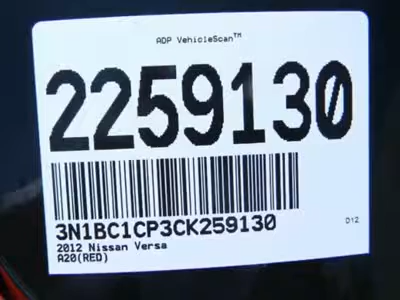 ADP VehicleScan™
2259130
3N1BC1CP3CK259130
D12
2012 Nissan Versa
A20(RED)